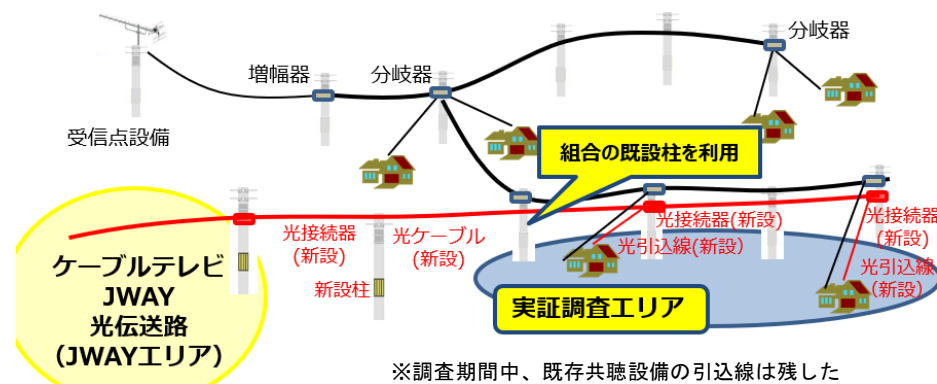 分岐器
増幅器
分岐器
受信点設備
組合の既設柱を利用
光接続器
(新設)
光ケーブル
(新設)
光接続器(新設)
光引込線(新設)
光接続器
(新設)
光引込線
(新設)
新設柱
ケーブルテレビ
JWAY
光伝送路
(JWAYエリア)
実証調査エリア
※調査期間中、既存共聴設備の引込線は残した